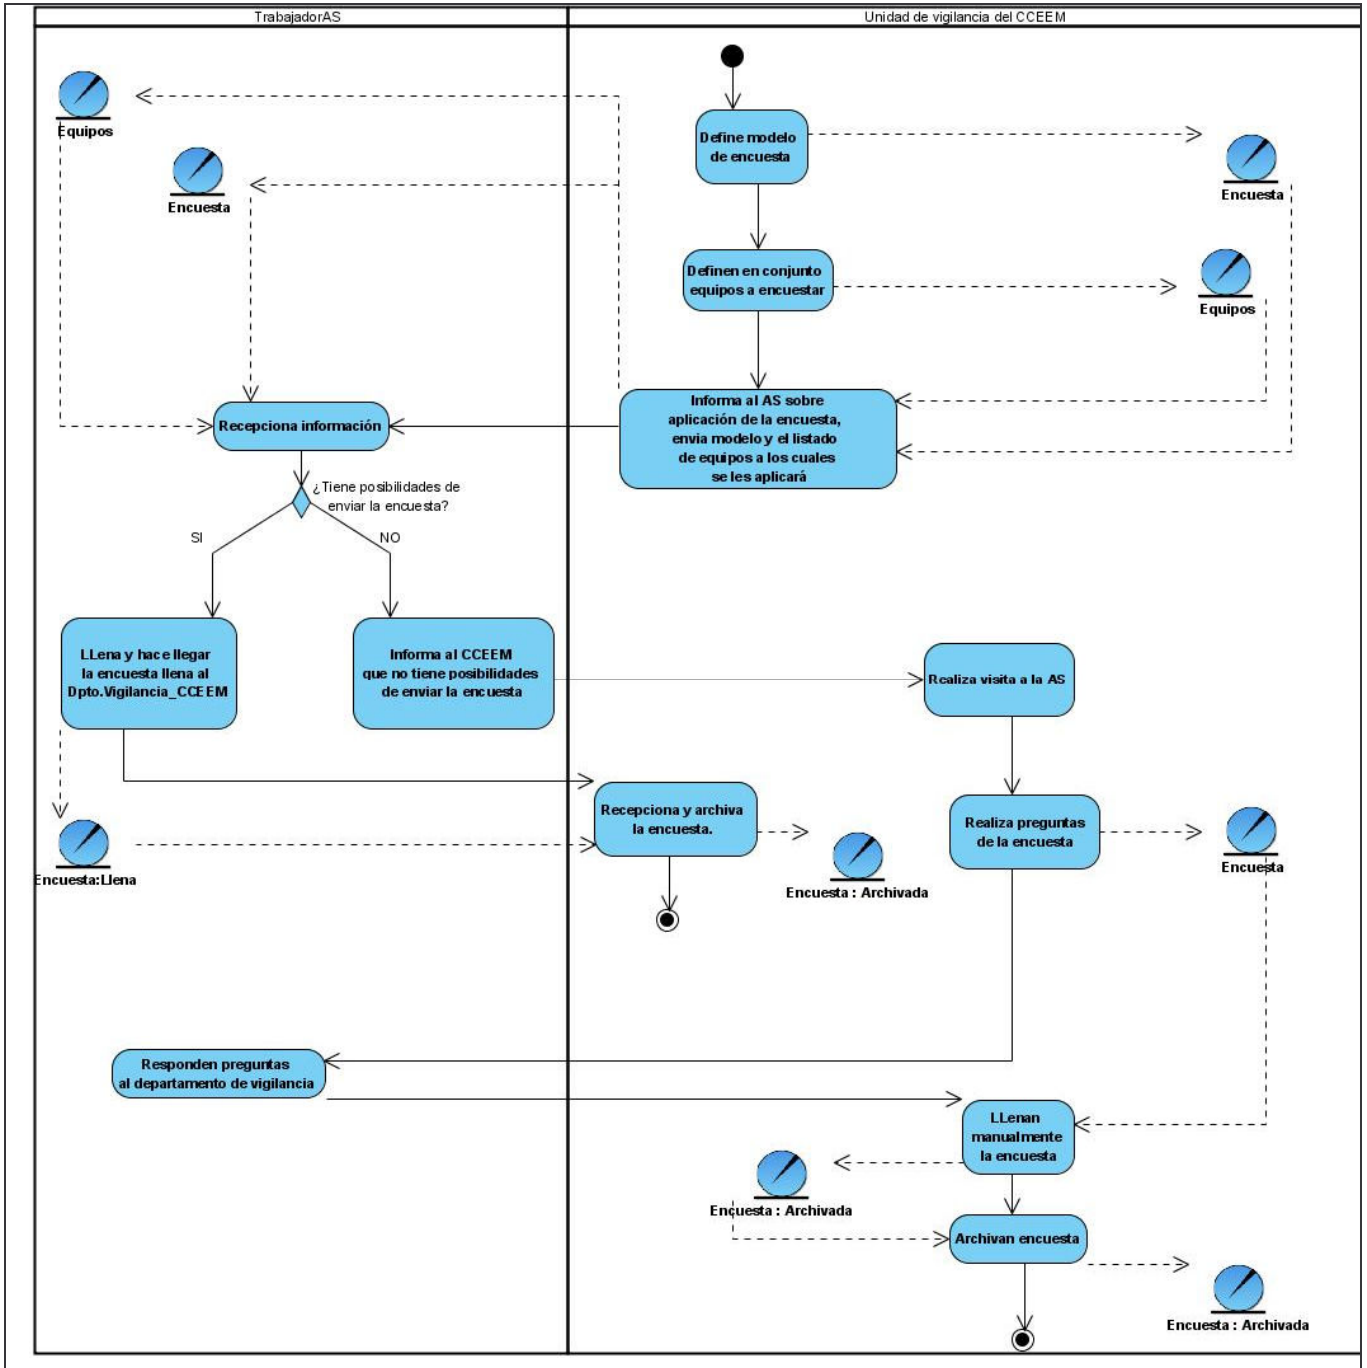 TrabajadorAS
Unidad de vigilancia del CCEEM
Equipos
Encuesta
Define modelo
de encuesta
Encuesta
Definen en conjunto
equipos a encuestar
Equipos
Informa al AS sobre
aplicación de la encuesta,
envia modelo y el listado
de equipos a los cuales
se les aplicará
Recepciona información
¿Tiene posibilidades de
enviar la encuesta?
SI
NO
LLena y hace llegar
la encuesta llena al
Dpto.Vigilancia_CCEEM
Informa al CCEEM
que no tiene posibilidades
de enviar la encuesta
Realiza visita a la AS
Recepciona y archiva
la encuesta.
Realiza preguntas
de la encuesta
Encuesta:Llena
Encuesta : Archivada
Encuesta
Responden preguntas
al departamento de vigilancia
LLenan
manualmente
la encuesta
Encuesta : Archivada
Archivan encuesta
Encuesta : Archivada